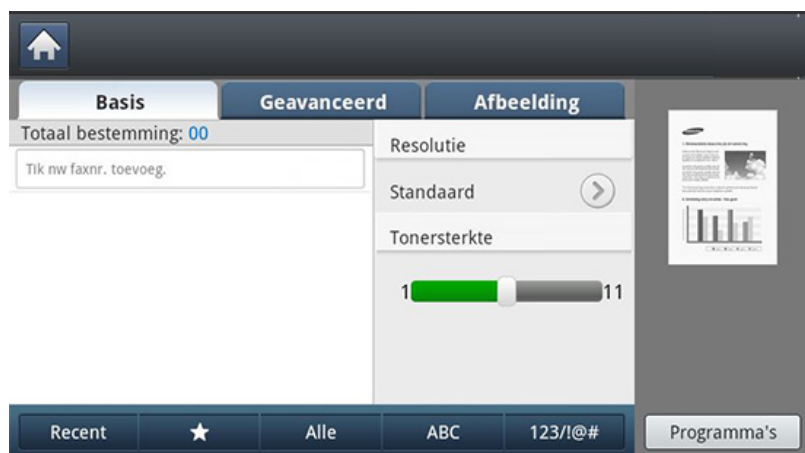 Basis
Geavanceerd
Afbeelding
Totaal bestemming: 00
Tik nw faxnr. toevoeg.
Resolutie
Standaard
Tonersterkte
1
11
Recent
Alle
ABC
123/!@#
Programma's